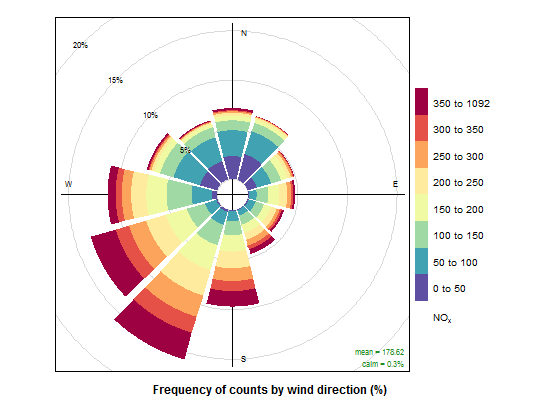 20%
N
15%
10%
5%
W
E
S
mean = 178.62
calm = 0.3%
350 to 1092
300 to 350
250 to 300
200 to 250
150 to 200
100 to 150
50 to 100
0 to 50
NOₓ
Frequency of counts by wind direction (%)